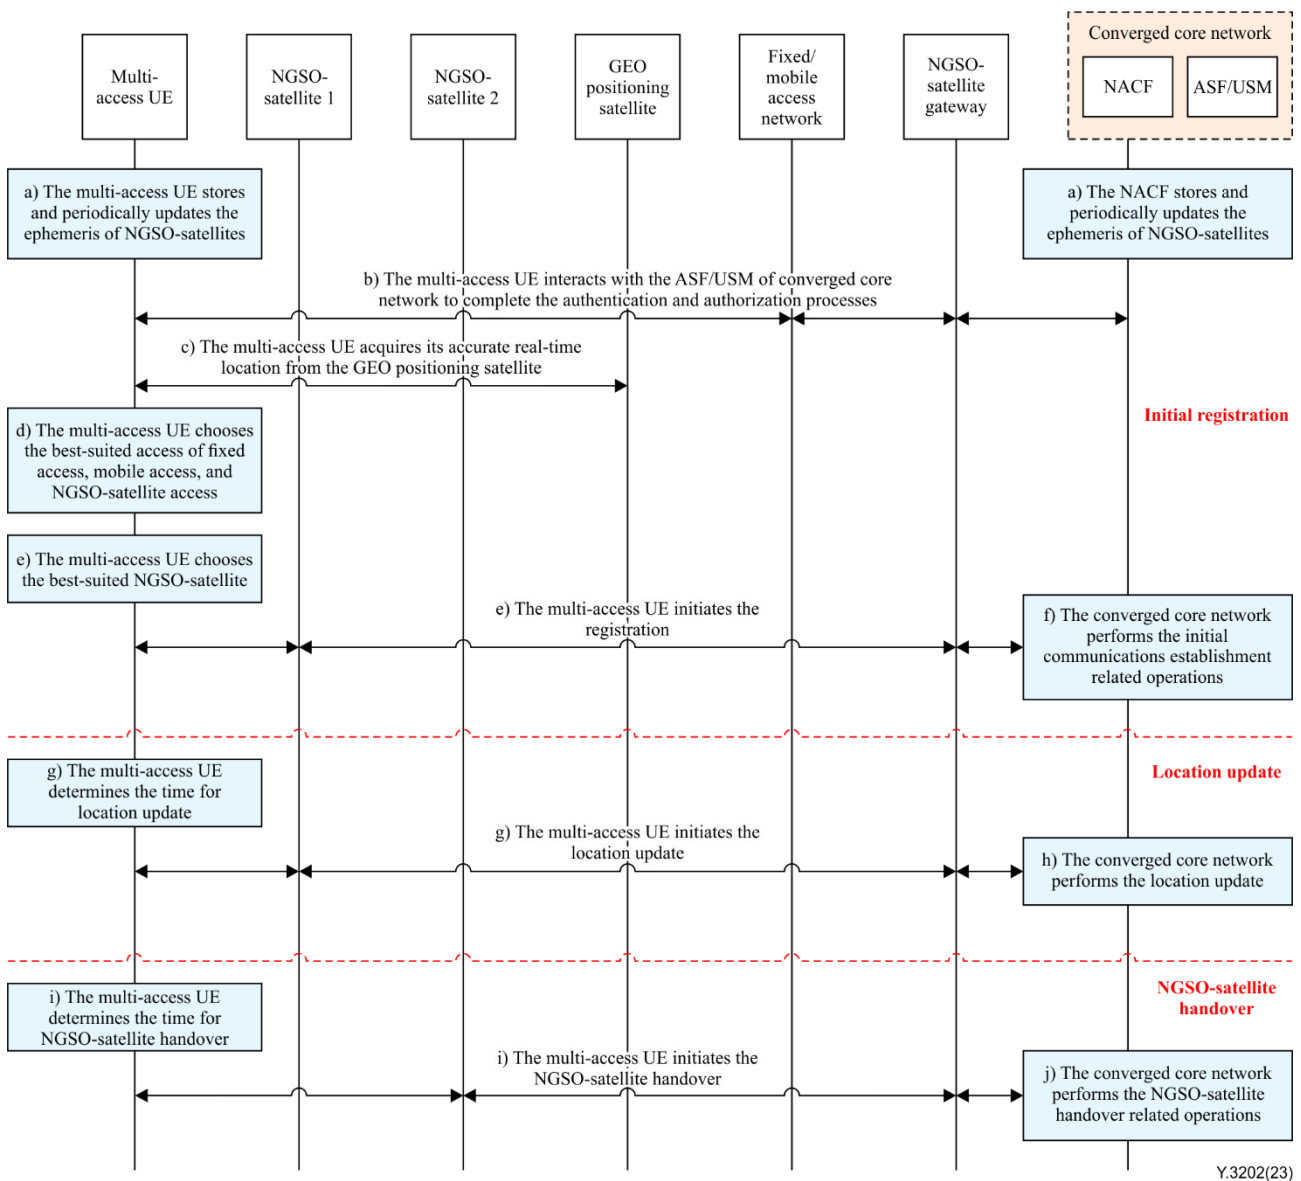 Multi-
access UE
NGSO-
satellite 1
NGSO-
satellite 2
GEO
positioning
satellite
Fixed/
mobile
access
network
NGSO-
satellite
gateway
Converged core network
NACF
ASF/USM
a) The multi-access UE stores
and periodically updates the
ephemeris of NGSO-satellites
a) The NACF stores and
periodically updates the
ephemeris of NGSO-satellites
b) The multi-access UE interacts with the ASF/USM of converged core
network to complete the authentication and authorization processes
c) The multi-access UE acquires its accurate real-time
location from the GEO positioning satellite
Initial registration
d) The multi-access UE chooses
the best-suited access of fixed
access, mobile access, and
NGSO-satellite access
e) The multi-access UE chooses
the best-suited NGSO-satellite
e) The multi-access UE initiates the
registration
f) The converged core network
performs the initial
communications establishment
related operations
Location update
g) The multi-access UE
determines the time for
location update
g) The multi-access UE initiates the
location update
h) The converged core network
performs the location update
NGSO-satellite
handover
i) The multi-access UE
determines the time for
NGSO-satellite handover
i) The multi-access UE initiates the
NGSO-satellite handover
j) The converged core network
performs the NGSO-satellite
handover related operations
Y.3202(23)